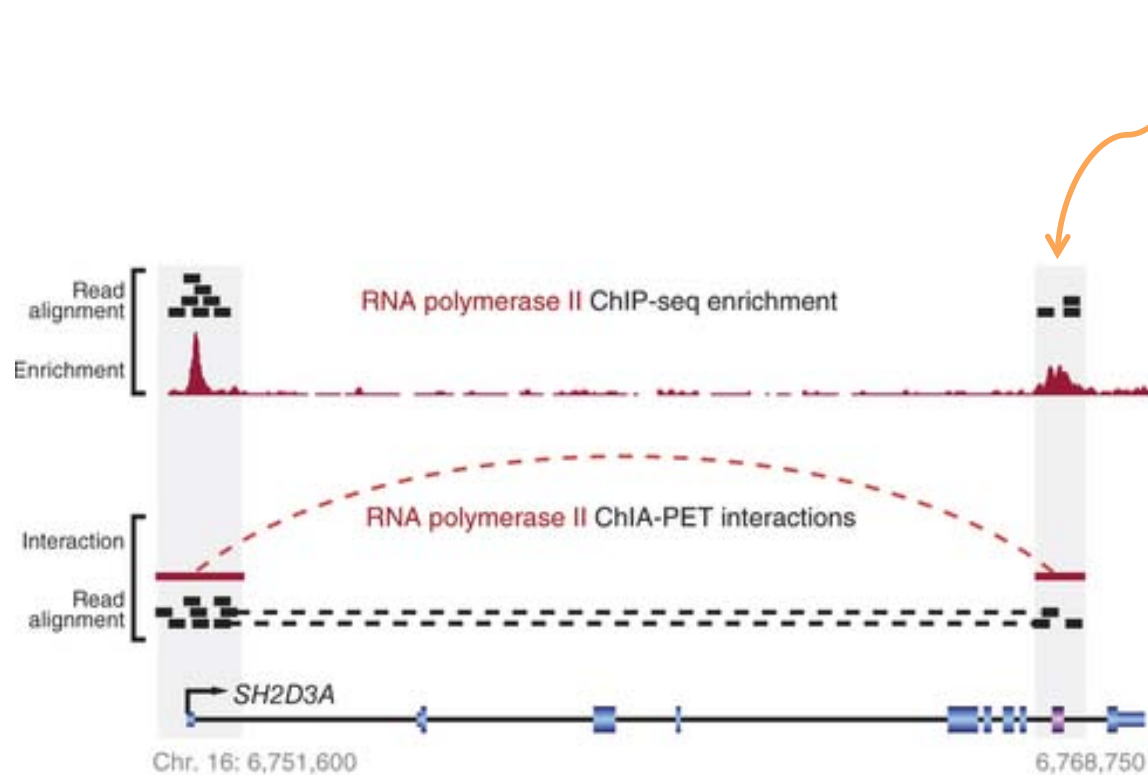 Read
alignment
RNA polymerase II ChIP-seq enrichment
Enrichment
RNA polymerase II ChIA-PET interactions
Interaction
Read
alignment
SH2D3A
Chr. 16: 6,751,600
6,768,750